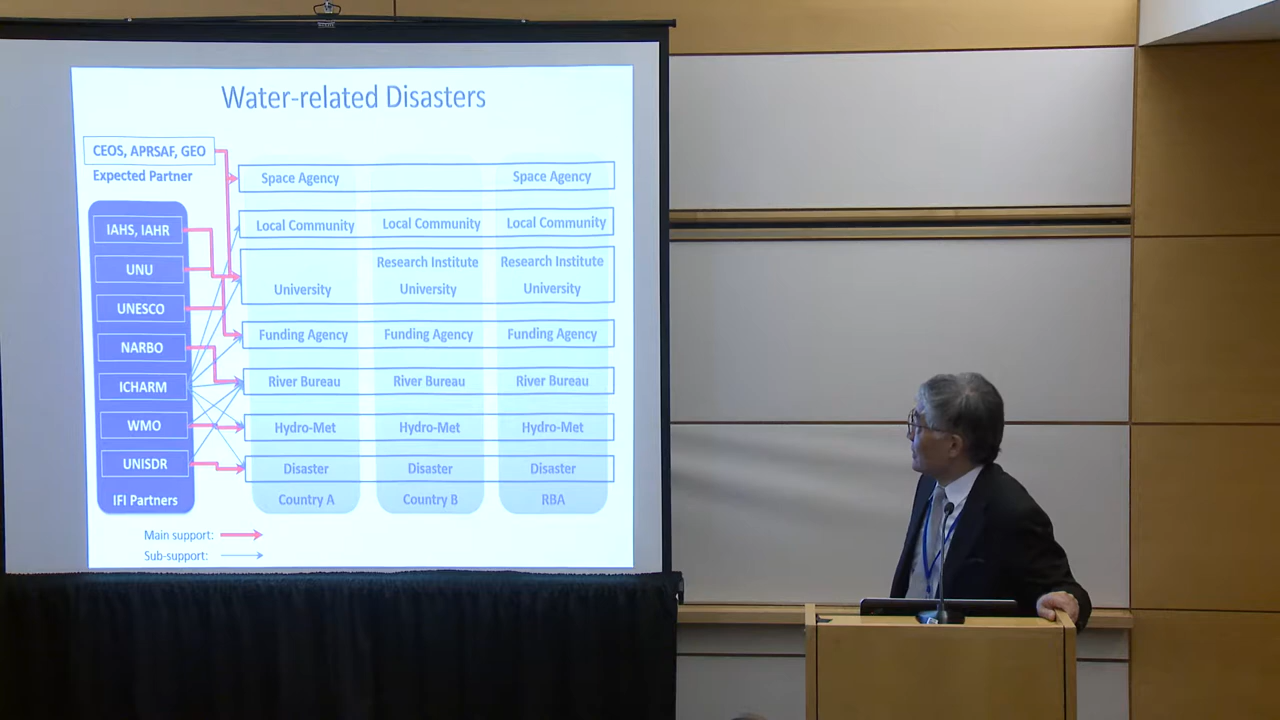 Water-related Disasters
CEOS, APRSAF, GEO
Expected Partner
Space Agency Space Agency
IAHS, IAHR
Local Community Local Community Local Community
UNU
Research Institute Research Institute
University University University
UNESCO
Funding Agency Funding Agency Funding Agency
NARBO
ICHARM
River Bureau River Bureau River Bureau
WMO
Hydro-Met Hydro-Met Hydro-Met
UNISDR
Disaster Disaster Disaster
IFI Partners
Country A Country B RBA
Main support:
Sub-support: